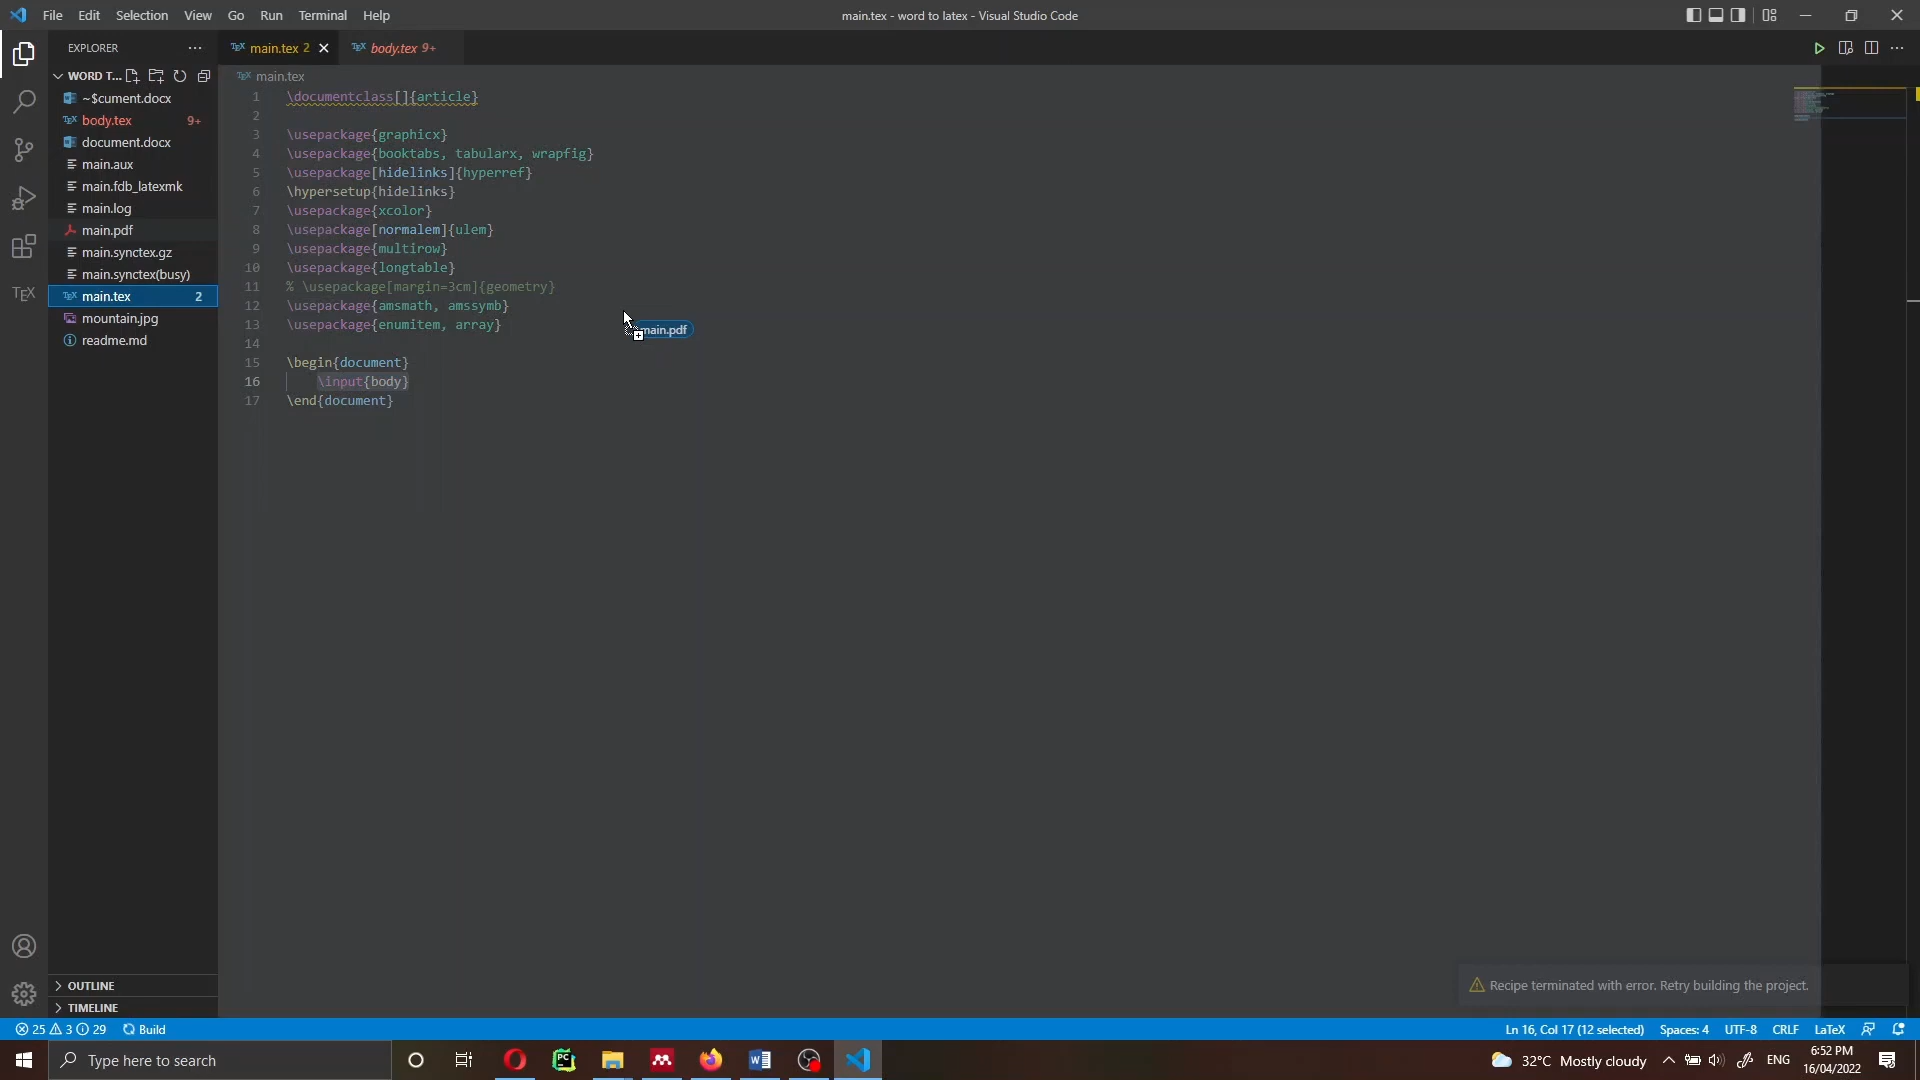 File Edit Selection View Go Run Terminal Help
main.tex - word to latex - Visual Studio Code
EXPLORER
main.tex 2
body.tex 9+
WORD T...
main.tex
~$cument.docx
body.tex 9+
document.docx
main.aux
main.fdb_latexmk
main.log
main.pdf
main.synctex.gz
main.synctex(busy)
main.tex 2
mountain.jpg
readme.md
1 \documentclass[]{article}
2
3 \usepackage{graphicx}
4 \usepackage{booktabs, tabularx, wrapfig}
5 \usepackage[hidelinks]{hyperref}
6 \hypersetup{hidelinks}
7 \usepackage{xcolor}
8 \usepackage[normalem]{ulem}
9 \usepackage{multirow}
10 \usepackage{longtable}
11 % \usepackage[margin=3cm]{geometry}
12 \usepackage{amsmath, amssymb}
13 \usepackage{enumitem, array}
14
15 \begin{document}
16 \input{body}
17 \end{document}
main.pdf
TEX
OUTLINE
TIMELINE
Recipe terminated with error. Retry building the project.
25 3 29 Build
Ln 16, Col 17 (12 selected) Spaces: 4 UTF-8 CRLF LaTeX
Type here to search
PC
32°C Mostly cloudy
ENG
6:52 PM
16/04/2022